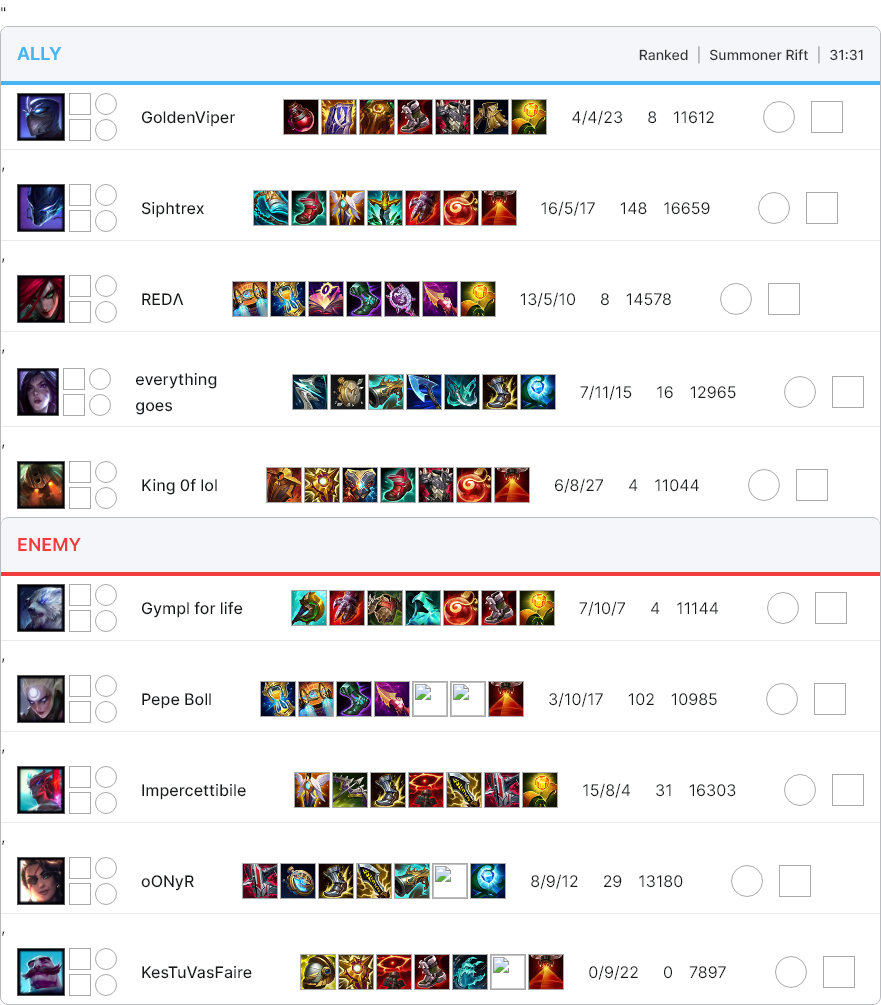 "
ALLY Ranked | Summoner Rift | 31:31
GoldenViper 4/4/23 8 11612
,
Siphtrex 16/5/17 148 16659
,
REDΛ 13/5/10 8 14578
,
everything
goes 7/11/15 16 12965
,
King 0f lol 6/8/27 4 11044
ENEMY
Gympl for life 7/10/7 4 11144
,
Pepe Boll 3/10/17 102 10985
,
Impercettibile 15/8/4 31 16303
,
oONyR 8/9/12 29 13180
,
KesTuVasFaire 0/9/22 0 7897